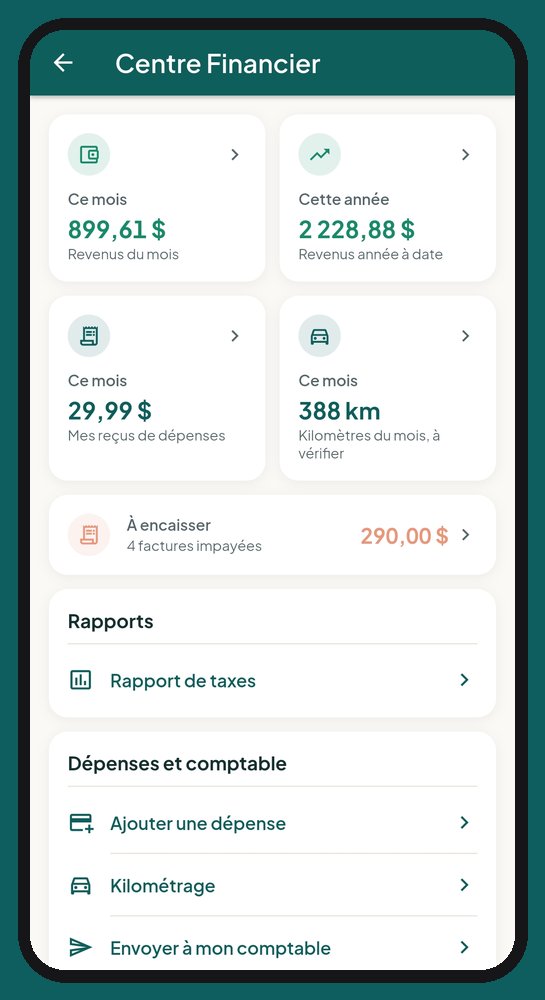 Centre Financier
Ce mois
899,61 $
Revenus du mois
Cette année
2 228,88 $
Revenus année à date
Ce mois
29,99 $
Mes reçus de dépenses
Ce mois
388 km
Kilomètres du mois, à
vérifier
À encaisser
4 factures impayées
290,00 $
Rapports
Rapport de taxes
Dépenses et comptable
Ajouter une dépense
Kilométrage
Envoyer à mon comptable